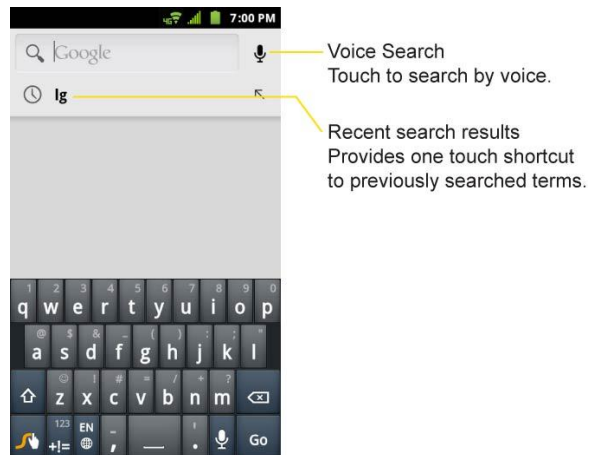 7:00 PM
Google
lg
Voice Search
Touch to search by voice.
Recent search results
Provides one touch shortcut
to previously searched terms.
1 2 3 4 5 6 7 8 9 0
q w e r t y u i o p
@ $ & _ ( ) : ; "
a s d f g h j k l
! # = / + ?
z x c v b n m
123 EN
+!= , . Go